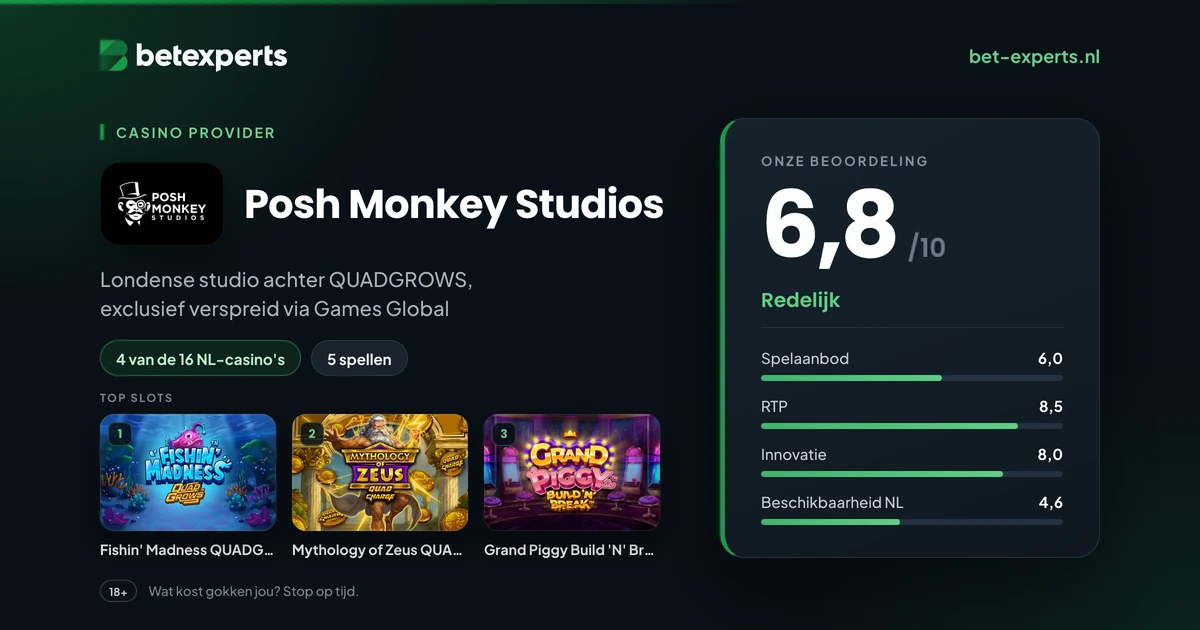 betexperts
bet-experts.nl
CASINO PROVIDER
POSH
MONKEY
STUDIOS
Posh Monkey Studios
Londense studio achter QUADGROWS,
exclusief verspreid via Games Global
4 van de 16 NL-casino's
5 spellen
TOP SLOTS
1
FISHIN'
MADNESS
QUAD
GROWS
2
MYTHOLOGY
OF
ZEUS
QUAD
CHARGE
3
GRAND
PIGGY
BUILD 'N'
BREAK
Fishin' Madness QUADG...
Mythology of Zeus QUA...
Grand Piggy Build 'N' Br...
18+
Wat kost gokken jou? Stop op tijd.
ONZE BEOORDELING
6,8 /10
Redelijk
Spelaanbod 6,0
RTP 8,5
Innovatie 8,0
Beschikbaarheid NL 4,6